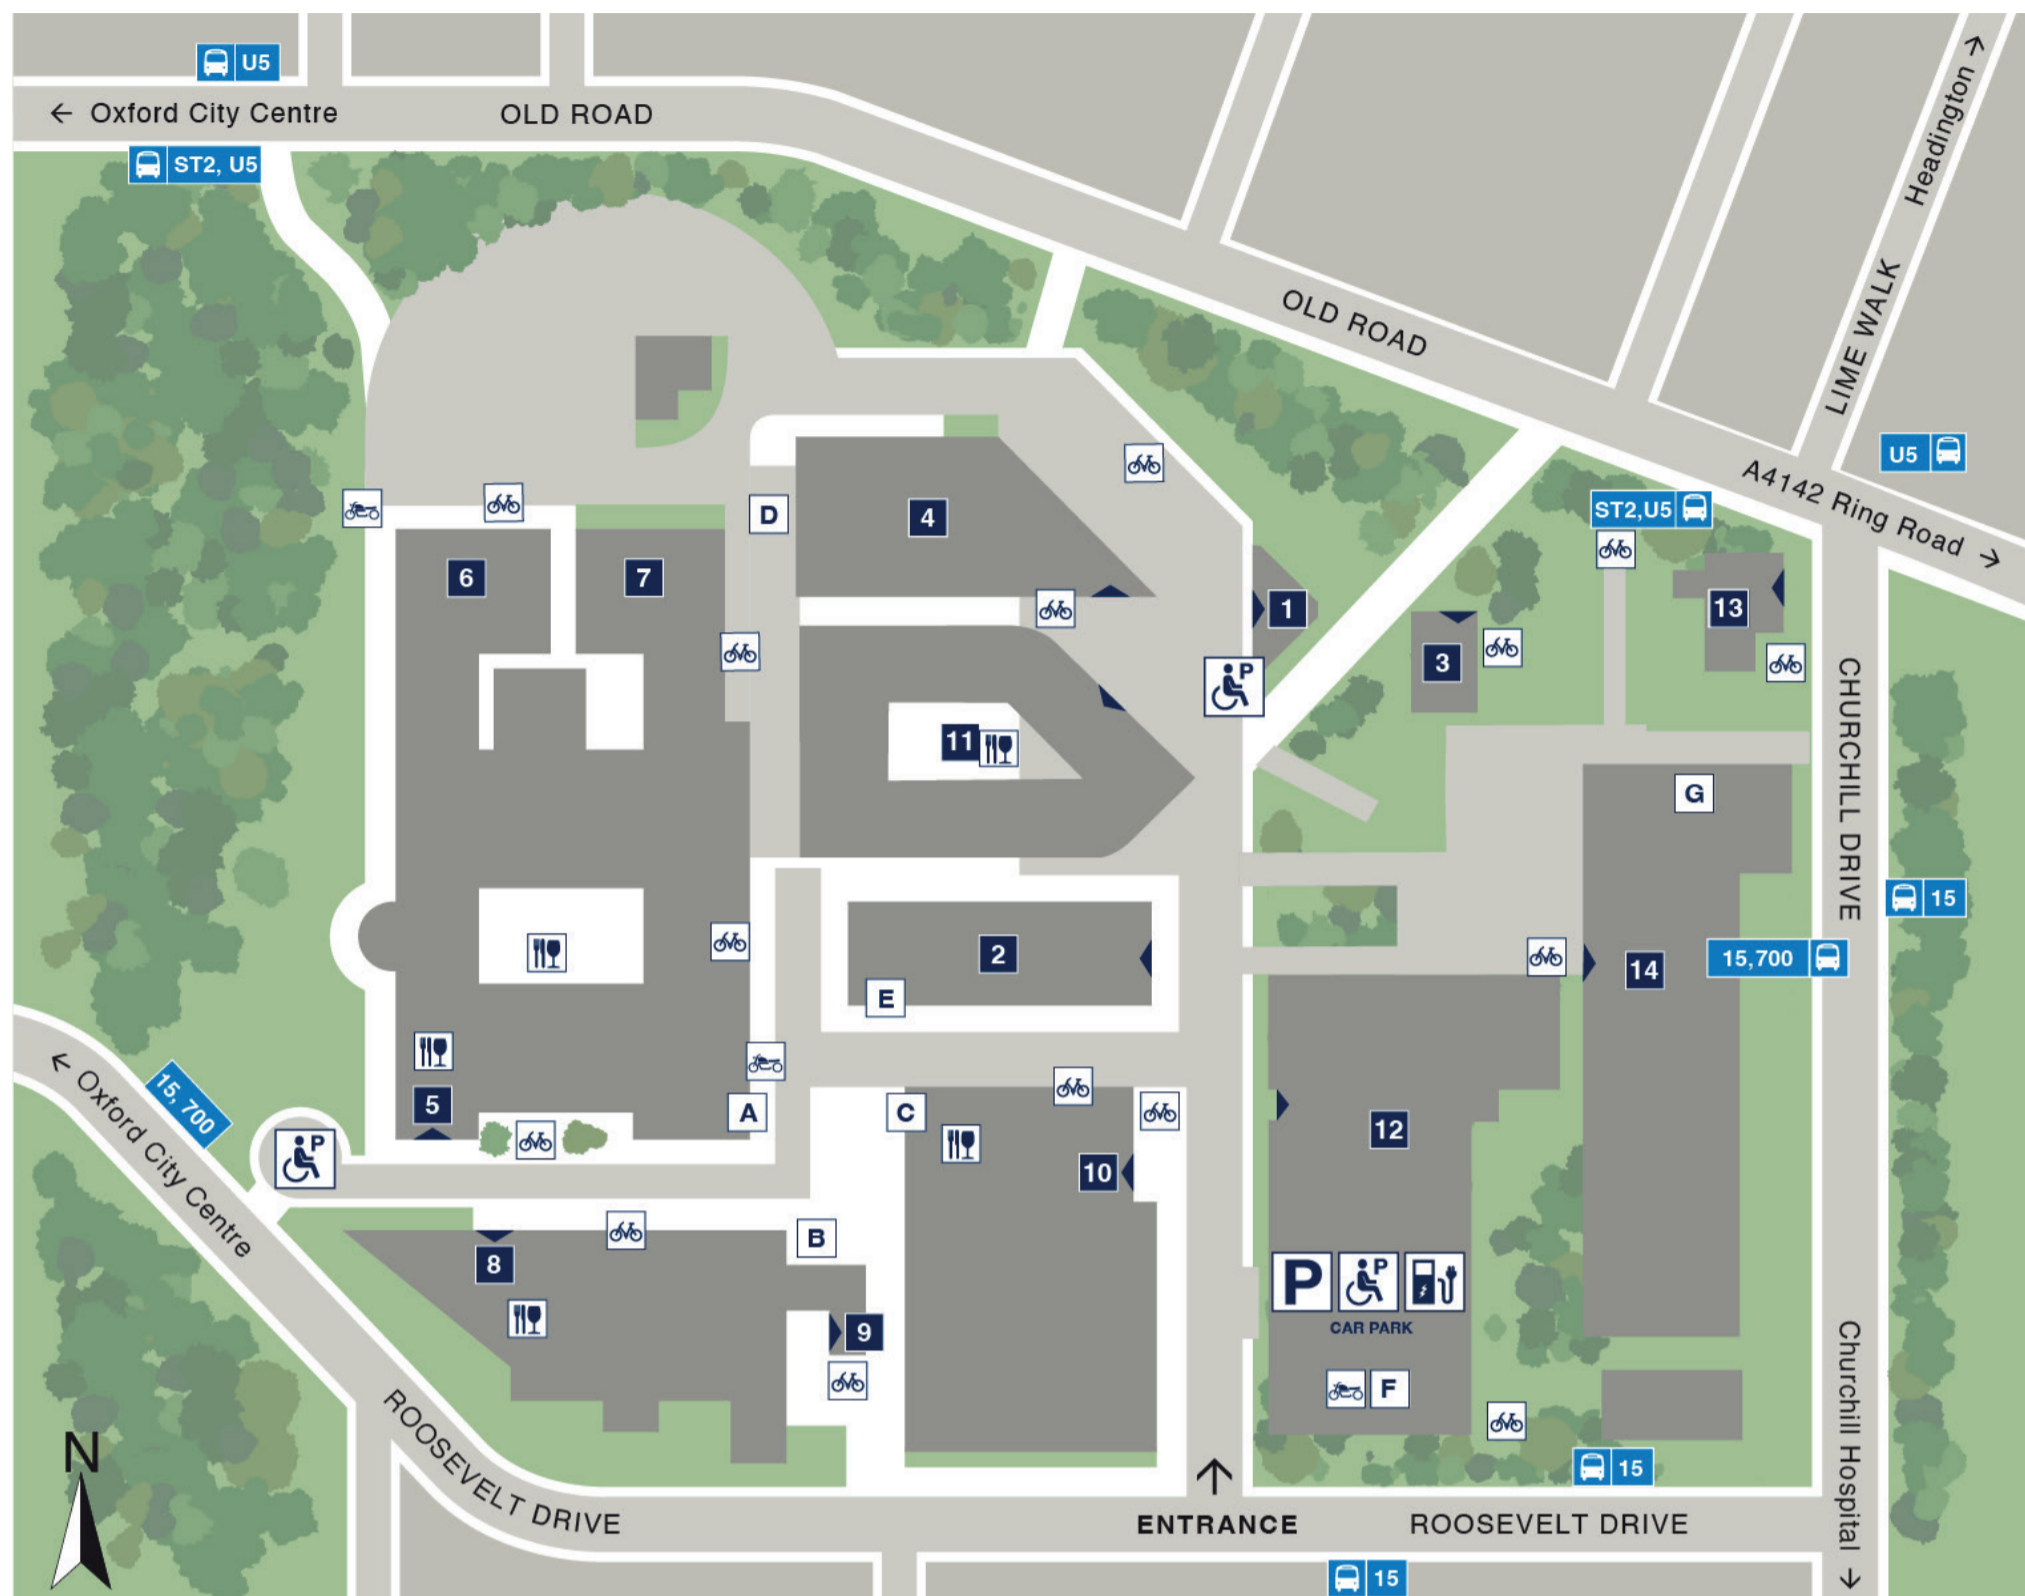 U5
← Oxford City Centre
OLD ROAD
ST2, U5
Headington →
OLD ROAD
LIME WALK
U5
A4142 Ring Road →
ST2,U5
D
4
6
7
1
13
3
CHURCHILL DRIVE
11
G
15
2
14
15,700
E
15, 700
← Oxford City Centre
5
A
C
12
10
B
8
P
P
P
9
CAR PARK
F
Churchill Hospital →
ROOSEVELT DRIVE
N
15
↑
ENTRANCE
ROOSEVELT DRIVE
15
P
P